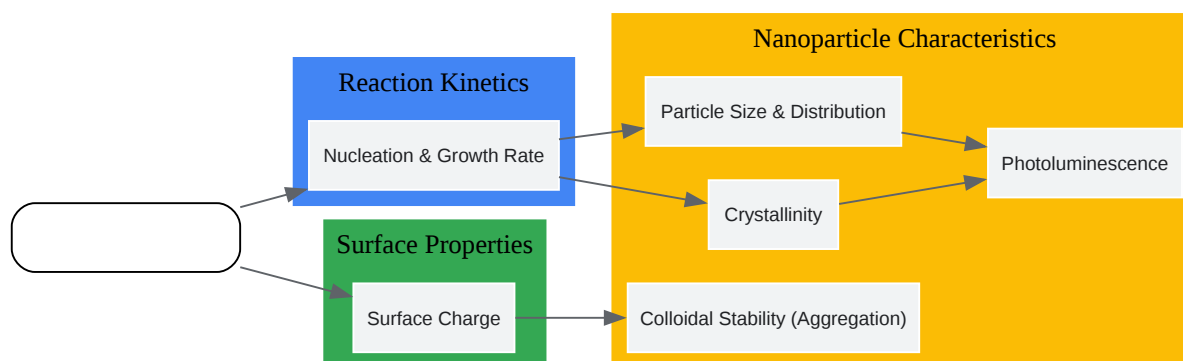 Nanoparticle Characteristics
Reaction Kinetics
Particle Size & Distribution
Nucleation & Growth Rate
Photoluminescence
Crystallinity
Surface Properties
Surface Charge
Colloidal Stability (Aggregation)